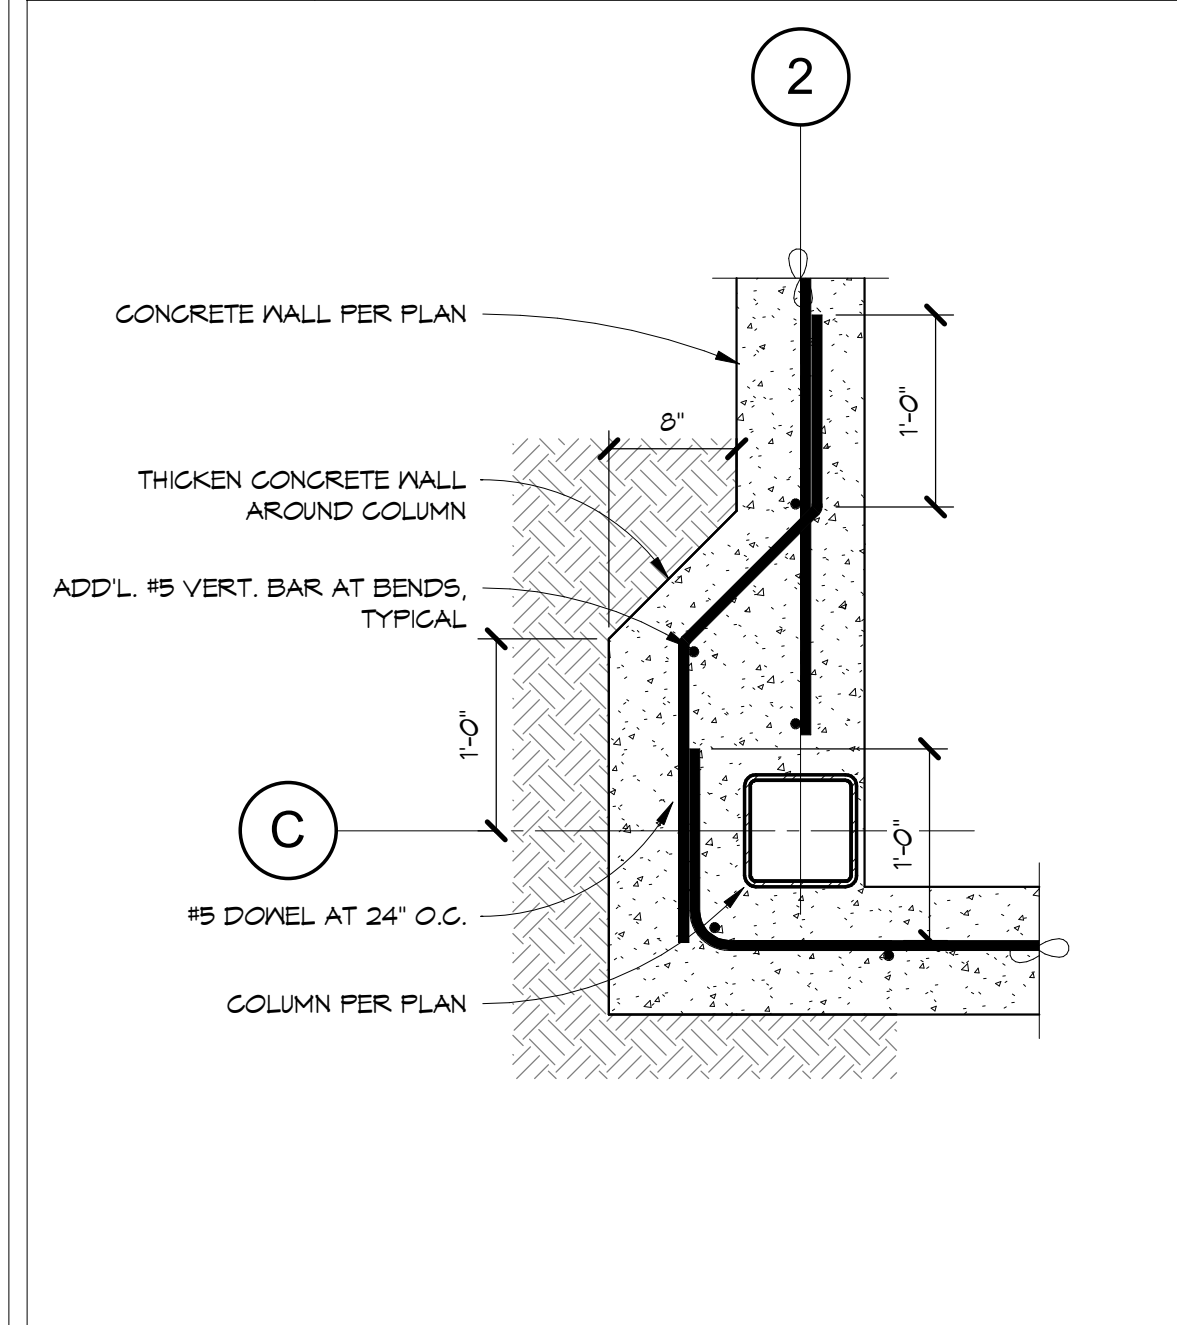 2
CONCRETE WALL PER PLAN
1'-0"
8"
THICKEN CONCRETE WALL
AROUND COLUMN
ADD'L. #5 VERT. BAR AT BENDS,
TYPICAL
1'-0"
C
1'-0"
#5 DOWEL AT 24" O.C.
COLUMN PER PLAN